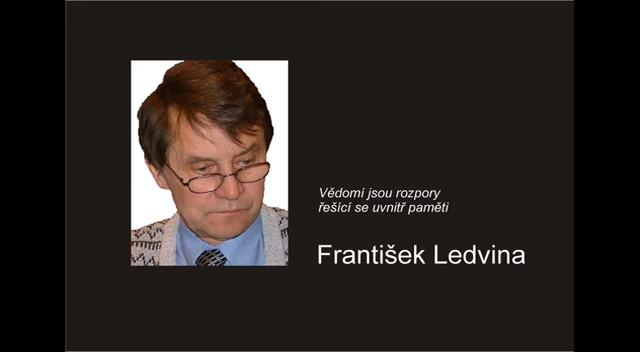 Vědomí jsou rozpory
řešící se uvnitř paměti
František Ledvina